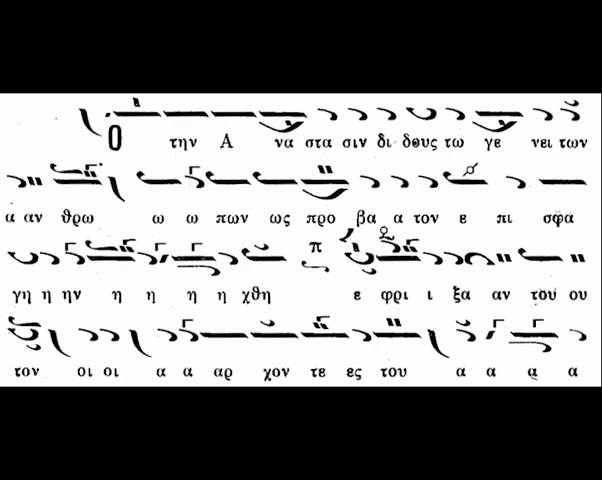 Ο την Α να στα σιν δι δους τω γε νει των
α αν θρω ω ω πων ως προ βα α τον ε πι σφα
γη η ην η η η η χθη π ε φρι ι ξα αν του ου
τον οι οι α α αρ χον τε ες του α α α α